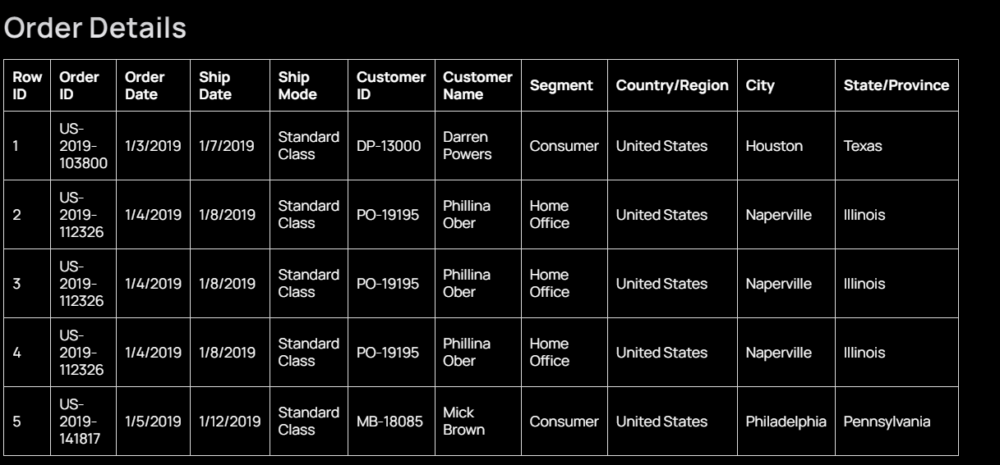 Order Details
Row ID Order ID Order Date Ship Date Ship Mode Customer ID Customer Name Segment Country/Region City State/Province
1 US-2019-103800 1/3/2019 1/7/2019 Standard Class DP-13000 Darren Powers Consumer United States Houston Texas
2 US-2019-112326 1/4/2019 1/8/2019 Standard Class PO-19195 Phillina Ober Home Office United States Naperville Illinois
3 US-2019-112326 1/4/2019 1/8/2019 Standard Class PO-19195 Phillina Ober Home Office United States Naperville Illinois
4 US-2019-112326 1/4/2019 1/8/2019 Standard Class PO-19195 Phillina Ober Home Office United States Naperville Illinois
5 US-2019-141817 1/5/2019 1/12/2019 Standard Class MB-18085 Mick Brown Consumer United States Philadelphia Pennsylvania